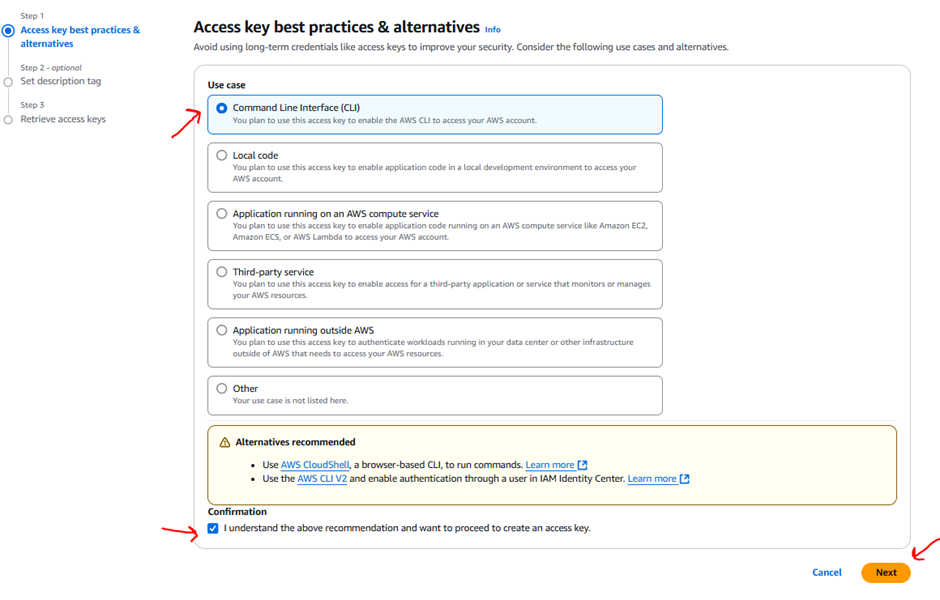 Step 1
Access key best practices &
alternatives
Step 2 - optional
Set description tag
Step 3
Retrieve access keys
Access key best practices & alternatives Info
Avoid using long-term credentials like access keys to improve your security. Consider the following use cases and alternatives.
Use case
Command Line Interface (CLI)
You plan to use this access key to enable the AWS CLI to access your AWS account.
Local code
You plan to use this access key to enable application code in a local development environment to access your
AWS account.
Application running on an AWS compute service
You plan to use this access key to enable application code running on an AWS compute service like Amazon EC2,
Amazon ECS, or AWS Lambda to access your AWS account.
Third-party service
You plan to use this access key to enable access for a third-party application or service that monitors or manages
your AWS resources.
Application running outside AWS
You plan to use this access key to authenticate workloads running in your data center or other infrastructure
outside of AWS that needs to access your AWS resources.
Other
Your use case is not listed here.
Alternatives recommended
• Use AWS CloudShell, a browser-based CLI, to run commands. Learn more
• Use the AWS CLI V2 and enable authentication through a user in IAM Identity Center. Learn more
Confirmation
I understand the above recommendation and want to proceed to create an access key.
Cancel Next